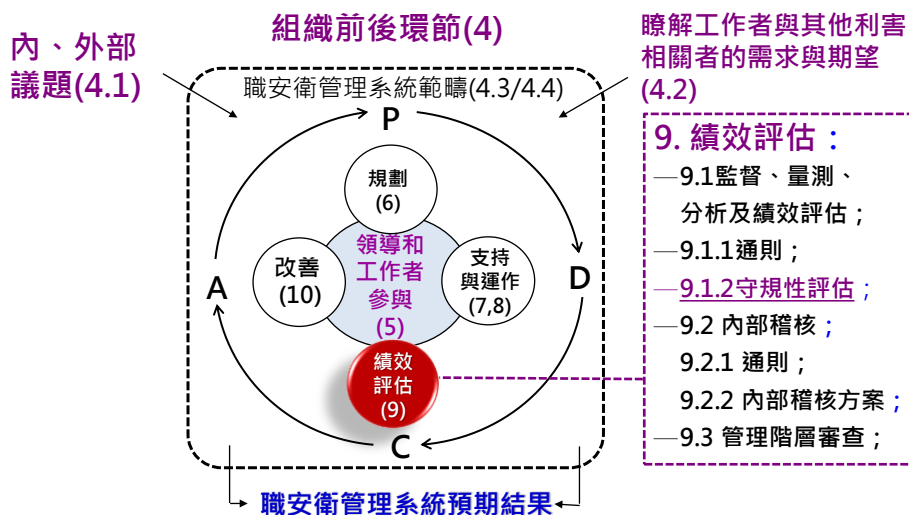 組織前後環節(4)
內、外部
議題(4.1)
瞭解工作者與其他利害
相關者的需求與期望
(4.2)
職安衛管理系統範疇(4.3/4.4)
P
規劃
(6)
領導和
工作者
參與
(5)
改善
(10)
支持
與運作
(7,8)
A
D
績效
評估
(9)
C
職安衛管理系統預期結果
9. 績效評估：
—9.1監督、量測、
分析及績效評估；
—9.1.1通則；
—9.1.2守規性評估；
—9.2 內部稽核；
9.2.1 通則；
9.2.2 內部稽核方案；
—9.3 管理階層審查；